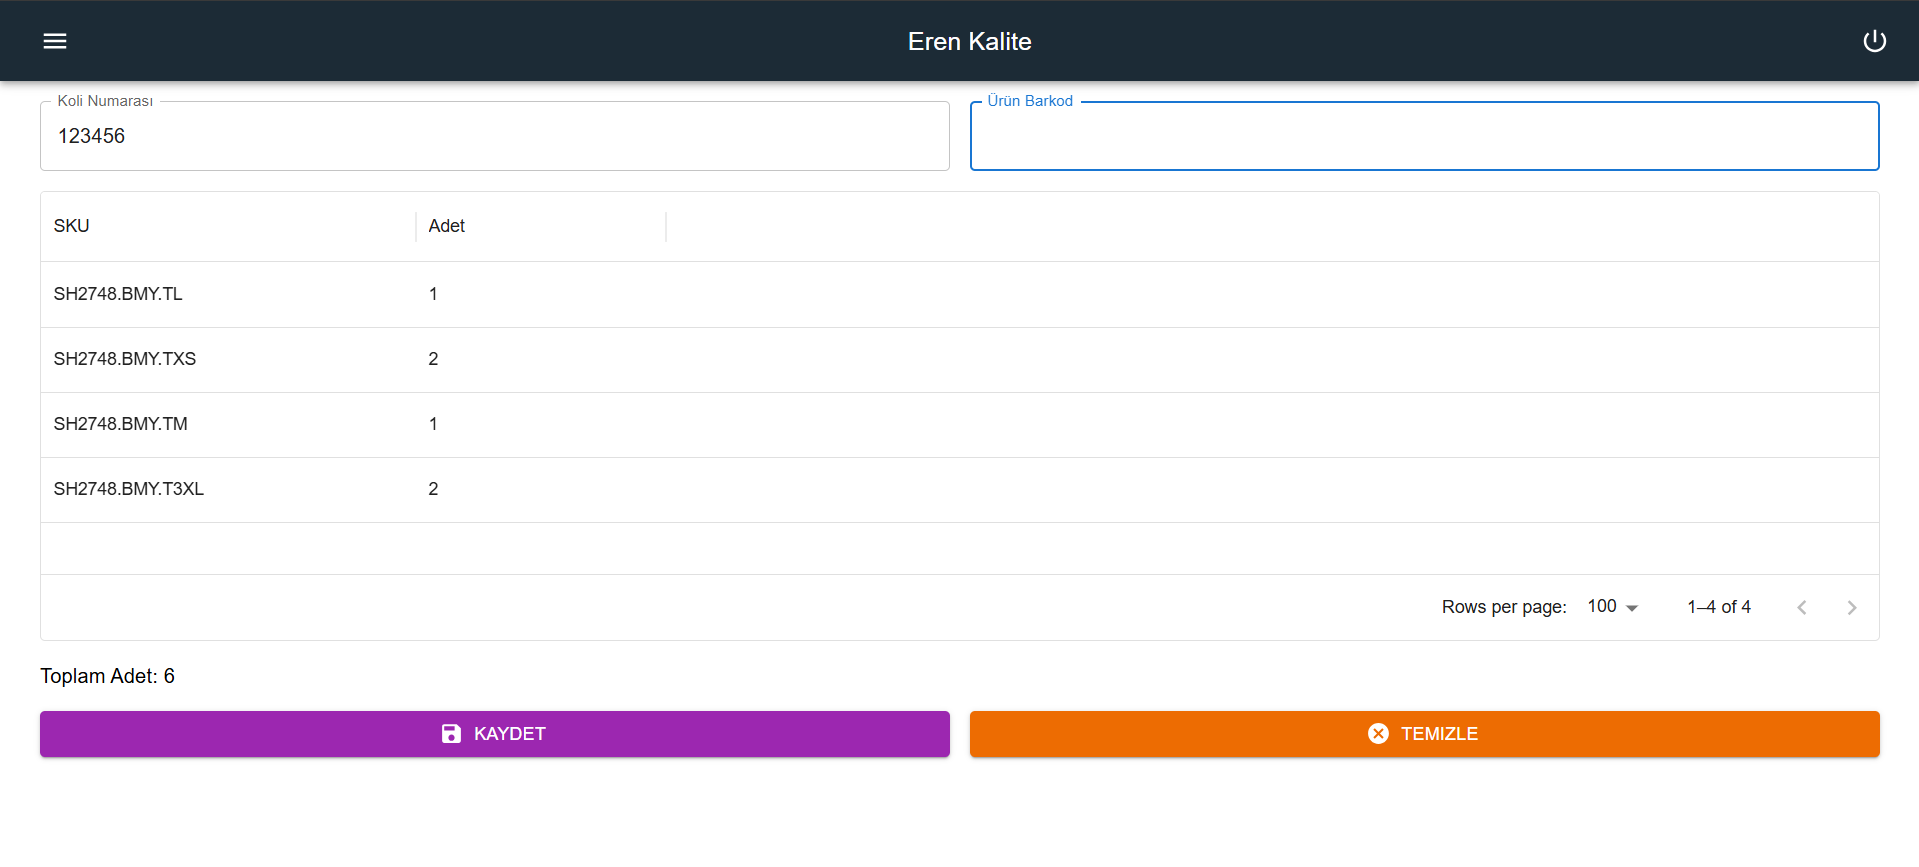 Eren Kalite
Koli Numarası
123456
Ürün Barkod
SKU Adet
SH2748.BMY.TL 1
SH2748.BMY.TXS 2
SH2748.BMY.TM 1
SH2748.BMY.T3XL 2
Rows per page: 100 1–4 of 4
Toplam Adet: 6
KAYDET TEMIZLE